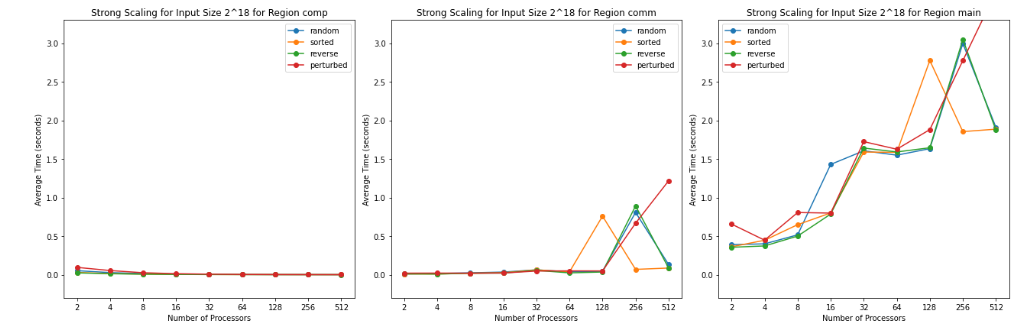 Strong Scaling for Input Size 2^18 for Region comp
3.0
2.5
2.0
1.5
1.0
0.5
0.0
Average Time (seconds)
random
sorted
reverse
perturbed
2 4 8 16 32 64 128 256 512
Number of Processors
Strong Scaling for Input Size 2^18 for Region comm
3.0
2.5
2.0
1.5
1.0
0.5
0.0
Average Time (seconds)
random
sorted
reverse
perturbed
2 4 8 16 32 64 128 256 512
Number of Processors
Strong Scaling for Input Size 2^18 for Region main
3.0
2.5
2.0
1.5
1.0
0.5
0.0
Average Time (seconds)
random
sorted
reverse
perturbed
2 4 8 16 32 64 128 256 512
Number of Processors